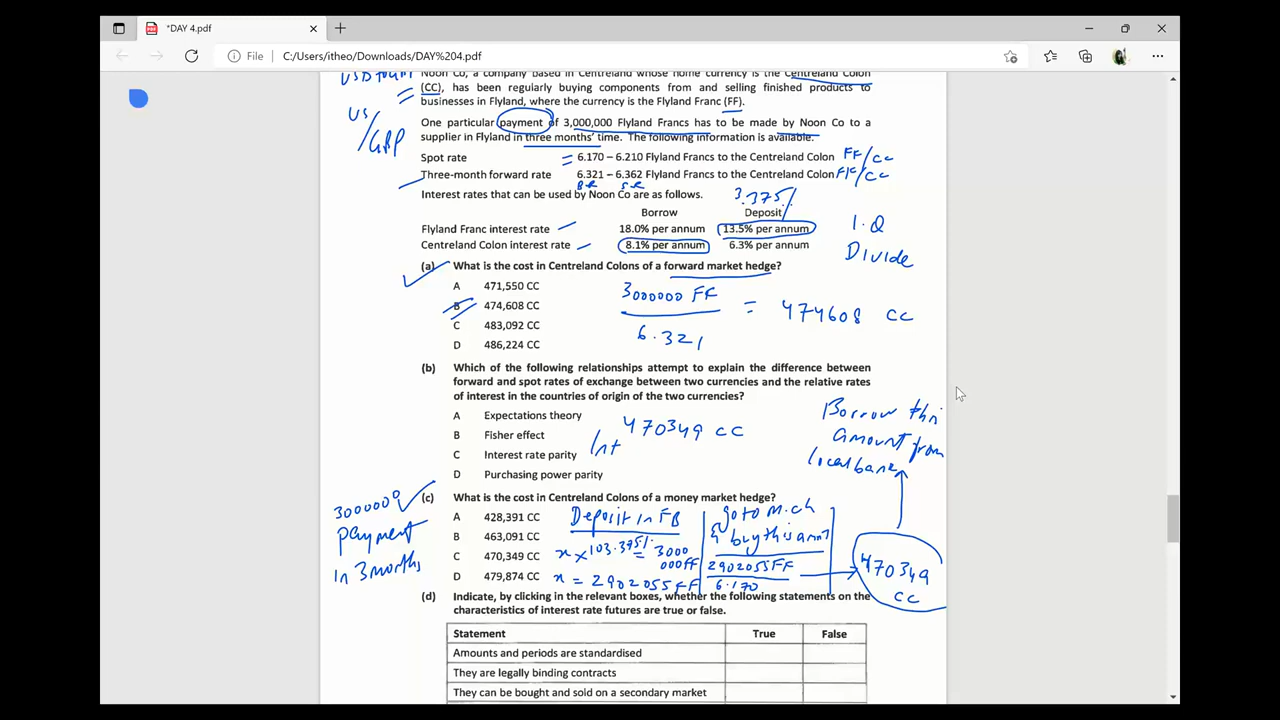 *DAY 4.pdf
File C:/Users/itheo/Downloads/DAY%204.pdf
Noon Co, a company based in Centreland whose home currency is the Centreland Colon
(CC), has been regularly buying components from and selling finished products to
businesses in Flyland, where the currency is the Flyland Franc (FF).
US/GBP
One particular payment of 3,000,000 Flyland Francs has to be made by Noon Co to a
supplier in Flyland in three months' time. The following information is available:
Spot rate = 6.170 – 6.210 Flyland Francs to the Centreland Colon FF/CC
Three-month forward rate 6.321 – 6.362 Flyland Francs to the Centreland Colon FF/CC
Interest rates that can be used by Noon Co are as follows. 3.375%
Borrow Deposit
Flyland Franc interest rate 18.0% per annum 13.5% per annum
Centreland Colon interest rate 8.1% per annum 6.3% per annum
1.Q
Divide
(a) What is the cost in Centreland Colons of a forward market hedge?
A 471,550 CC
B 474,608 CC
C 483,092 CC
D 486,224 CC
3000000 FF
6.321
= 474608 CC
(b) Which of the following relationships attempt to explain the difference between
forward and spot rates of exchange between two currencies and the relative rates
of interest in the countries of origin of the two currencies?
A Expectations theory
B Fisher effect
C Interest rate parity
D Purchasing power parity
470349 CC
Int
Borrow this
amount from
local bank
3000000
payment
in 3 months
(c) What is the cost in Centreland Colons of a money market hedge?
A 428,391 CC
B 463,091 CC
C 470,349 CC
D 479,874 CC
Deposit in FB
x × 103.375% = 3000
000FF
x = 2902055FF
go to m.ch
& buy this amnt
2902055FF
6.170
470349
CC
(d) Indicate, by clicking in the relevant boxes, whether the following statements on the
characteristics of interest rate futures are true or false.
Statement True False
Amounts and periods are standardised
They are legally binding contracts
They can be bought and sold on a secondary market